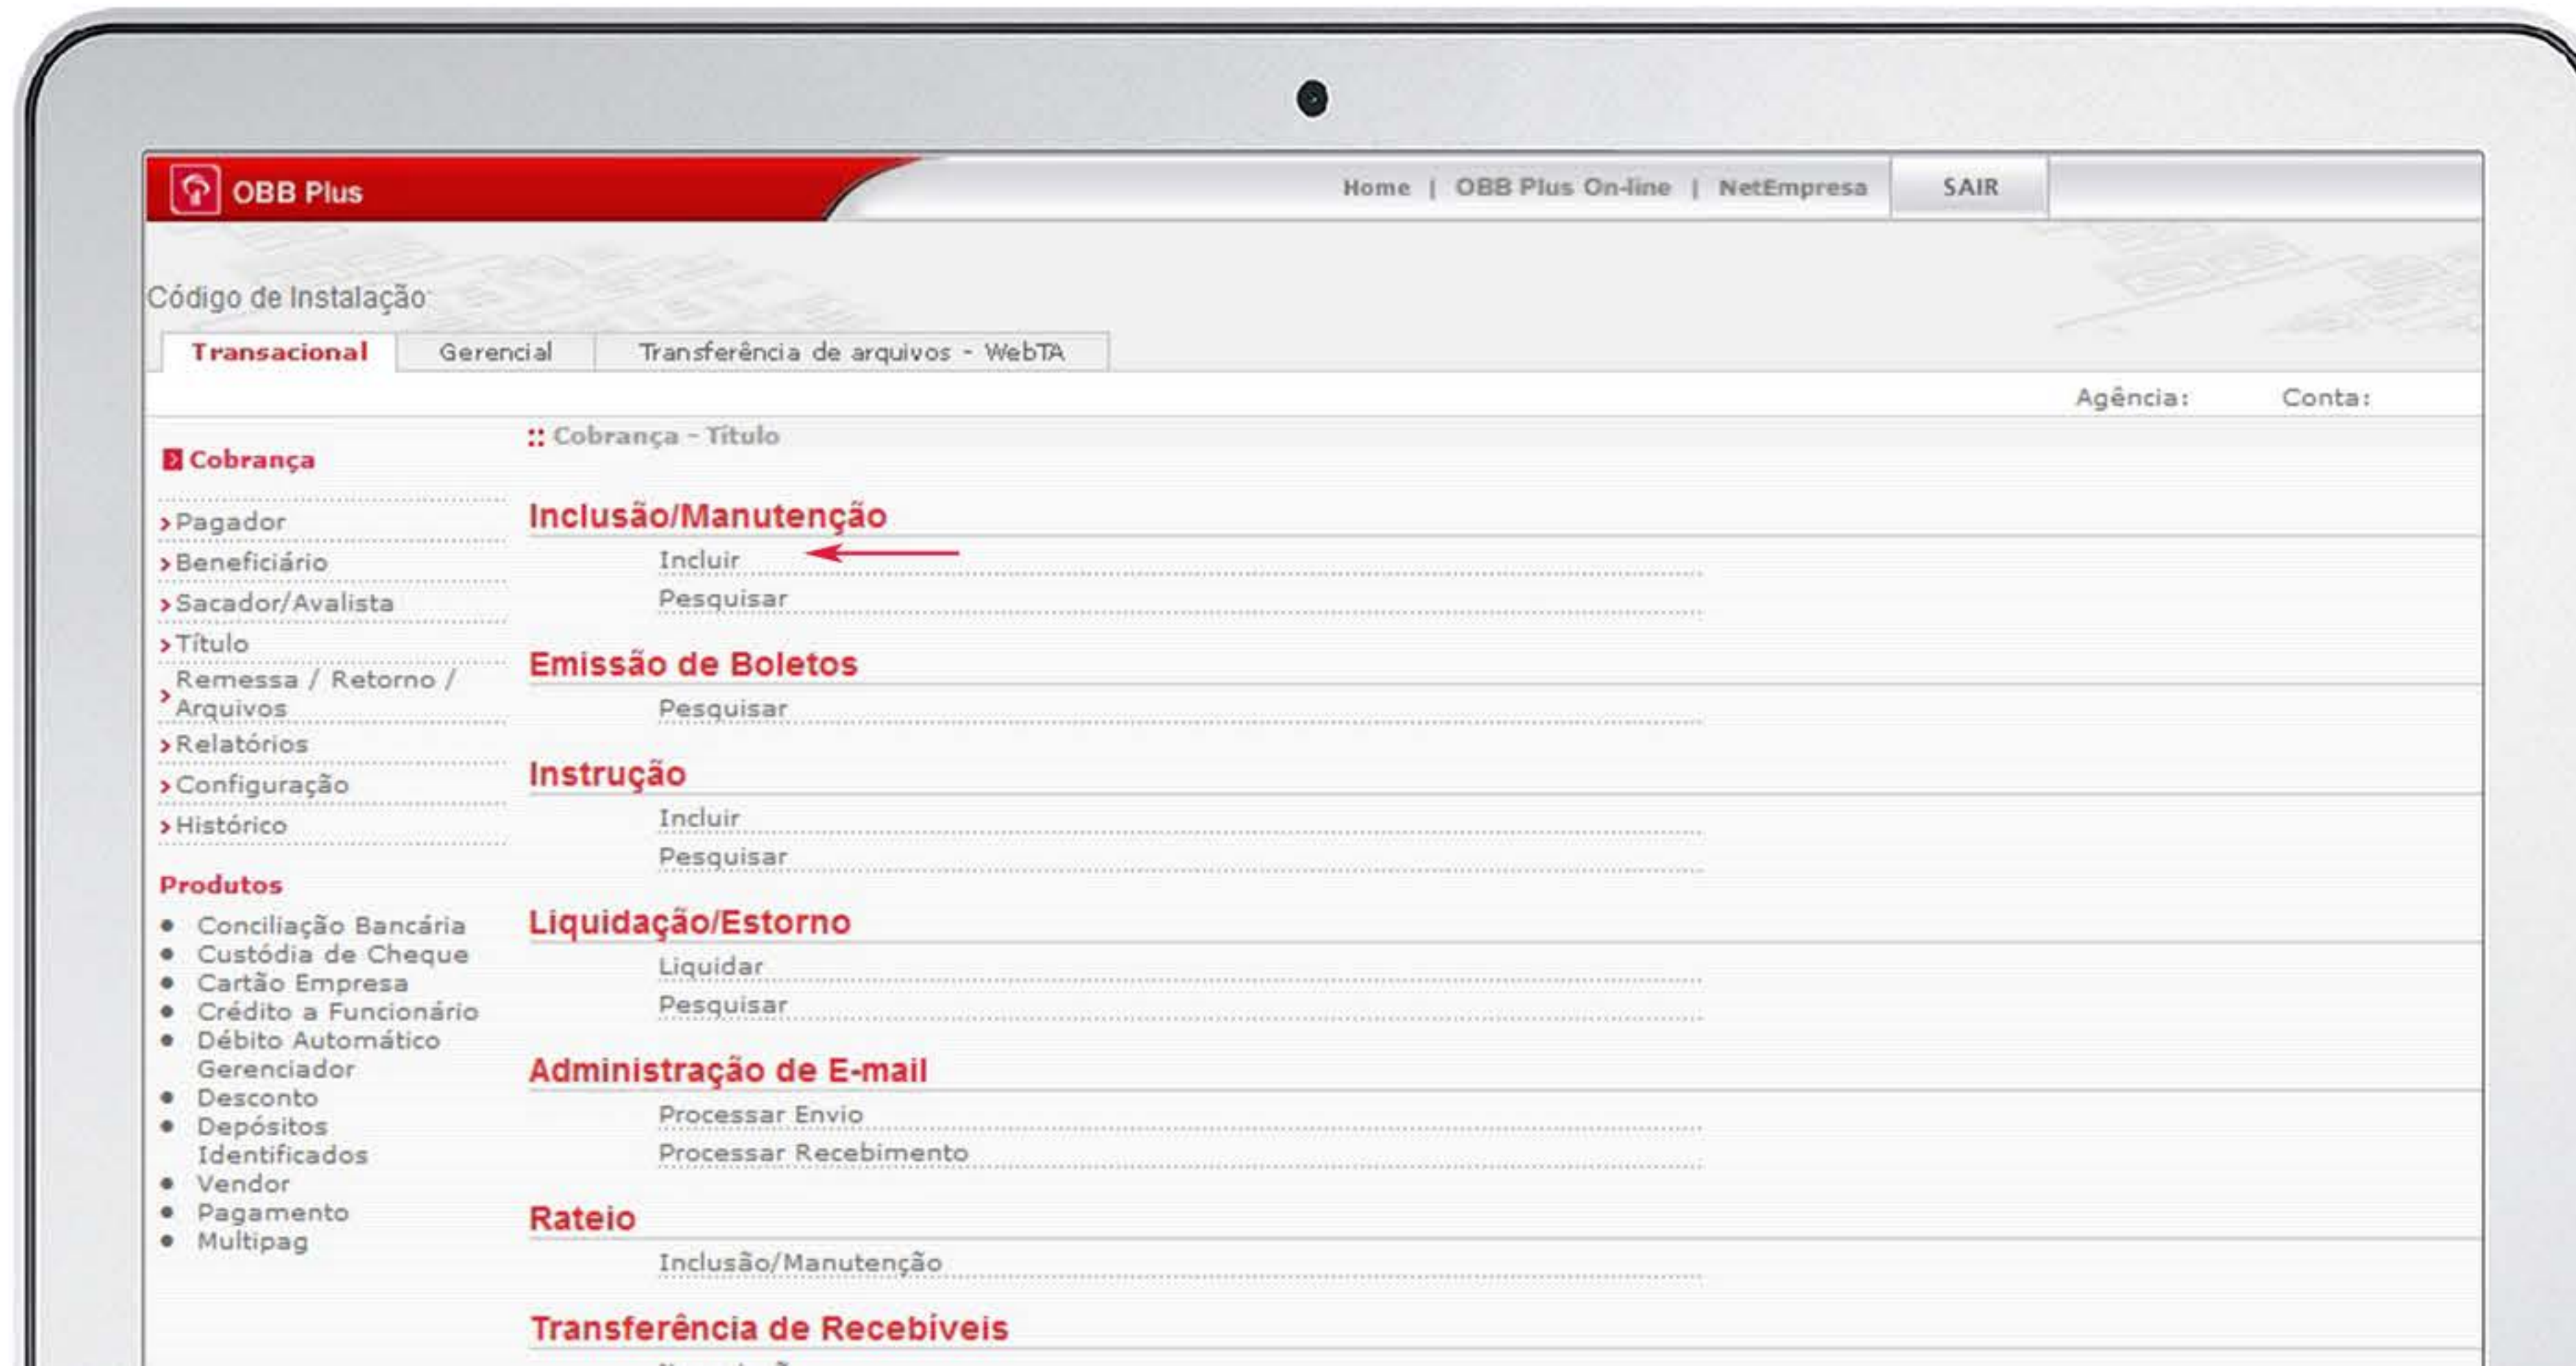 OBB Plus
Home | OBB Plus On-line | NetEmpresa
SAIR
Código de Instalação
Transacional
Gerencial
Transferência de arquivos - WebTA
Agência:
Conta:
Cobrança
Pagador
Beneficiário
Sacador/Avalista
Título
Remessa / Retorno /
Arquivos
Relatórios
Configuração
Histórico
Produtos
Conciliação Bancária
Custódia de Cheque
Cartão Empresa
Crédito a Funcionário
Débito Automático
Gerenciador
Desconto
Depósitos
Identificados
Vendor
Pagamento
Multipag
:: Cobrança - Título
Inclusão/Manutenção
Incluir
Pesquisar
Emissão de Boletos
Pesquisar
Instrução
Incluir
Pesquisar
Liquidação/Estorno
Liquidar
Pesquisar
Administração de E-mail
Processar Envio
Processar Recebimento
Rateio
Inclusão/Manutenção
Transferência de Recebíveis